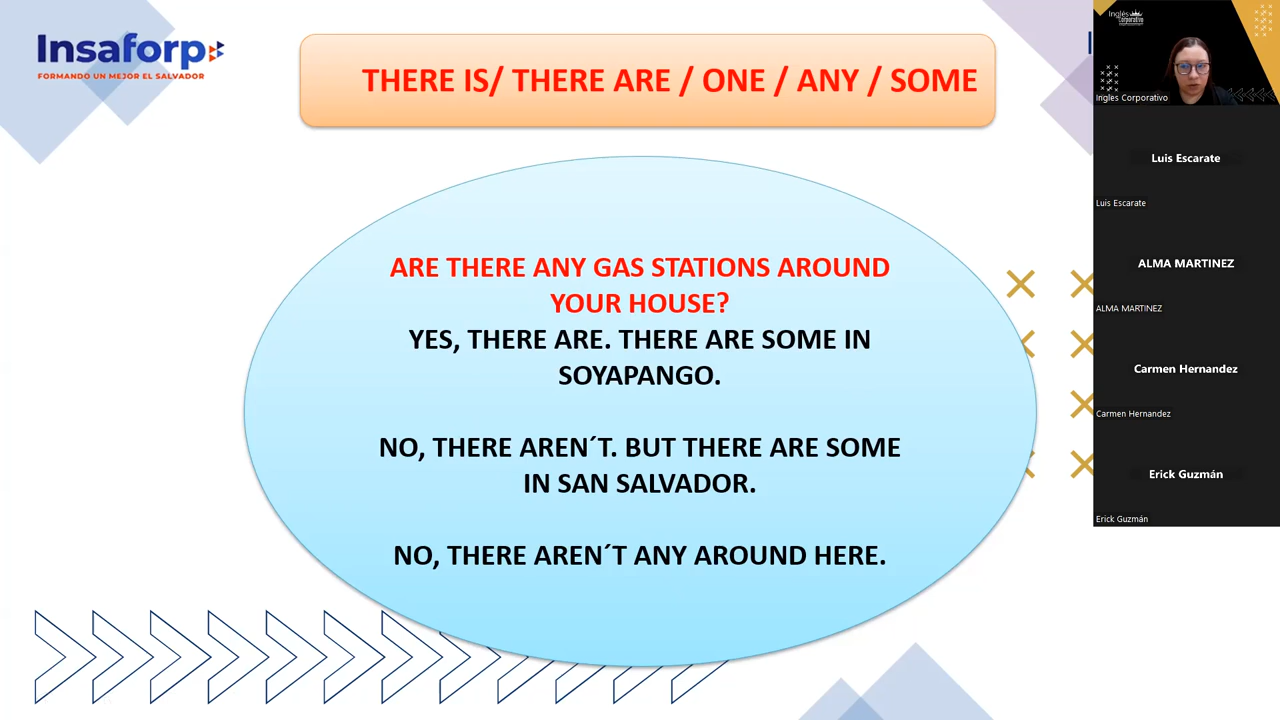 Insaforp
FORMANDO UN MEJOR EL SALVADOR
THERE IS/ THERE ARE / ONE / ANY / SOME
ARE THERE ANY GAS STATIONS AROUND
YOUR HOUSE?
YES, THERE ARE. THERE ARE SOME IN
SOYAPANGO.
NO, THERE AREN´T. BUT THERE ARE SOME
IN SAN SALVADOR.
NO, THERE AREN´T ANY AROUND HERE.
Inglés
Corporativo
Ingles Corporativo
Luis Escarate
Luis Escarate
ALMA MARTINEZ
ALMA MARTINEZ
Carmen Hernandez
Carmen Hernandez
Erick Guzmán
Erick Guzmán